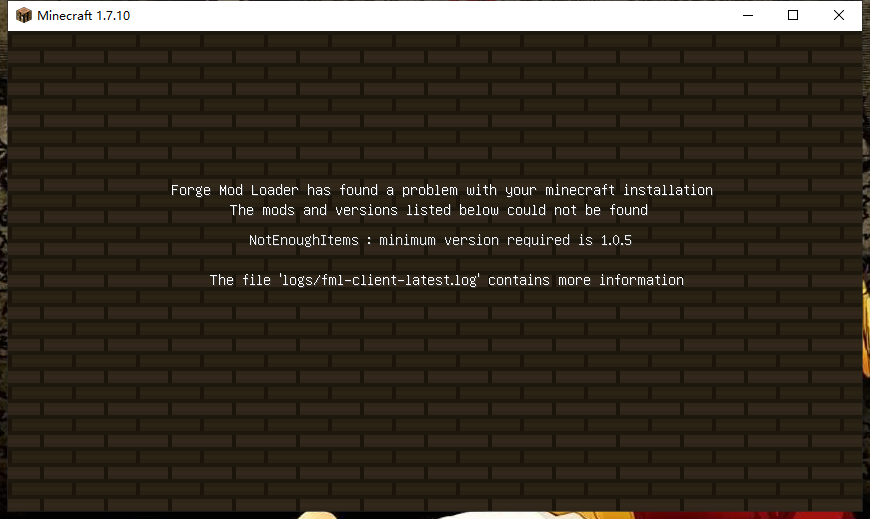 Minecraft 1.7.10
Forge Mod Loader has found a problem with your minecraft installation
The mods and versions listed below could not be found
NotEnoughItems : minimum version required is 1.0.5
The file 'logs/fml-client-latest.log' contains more information